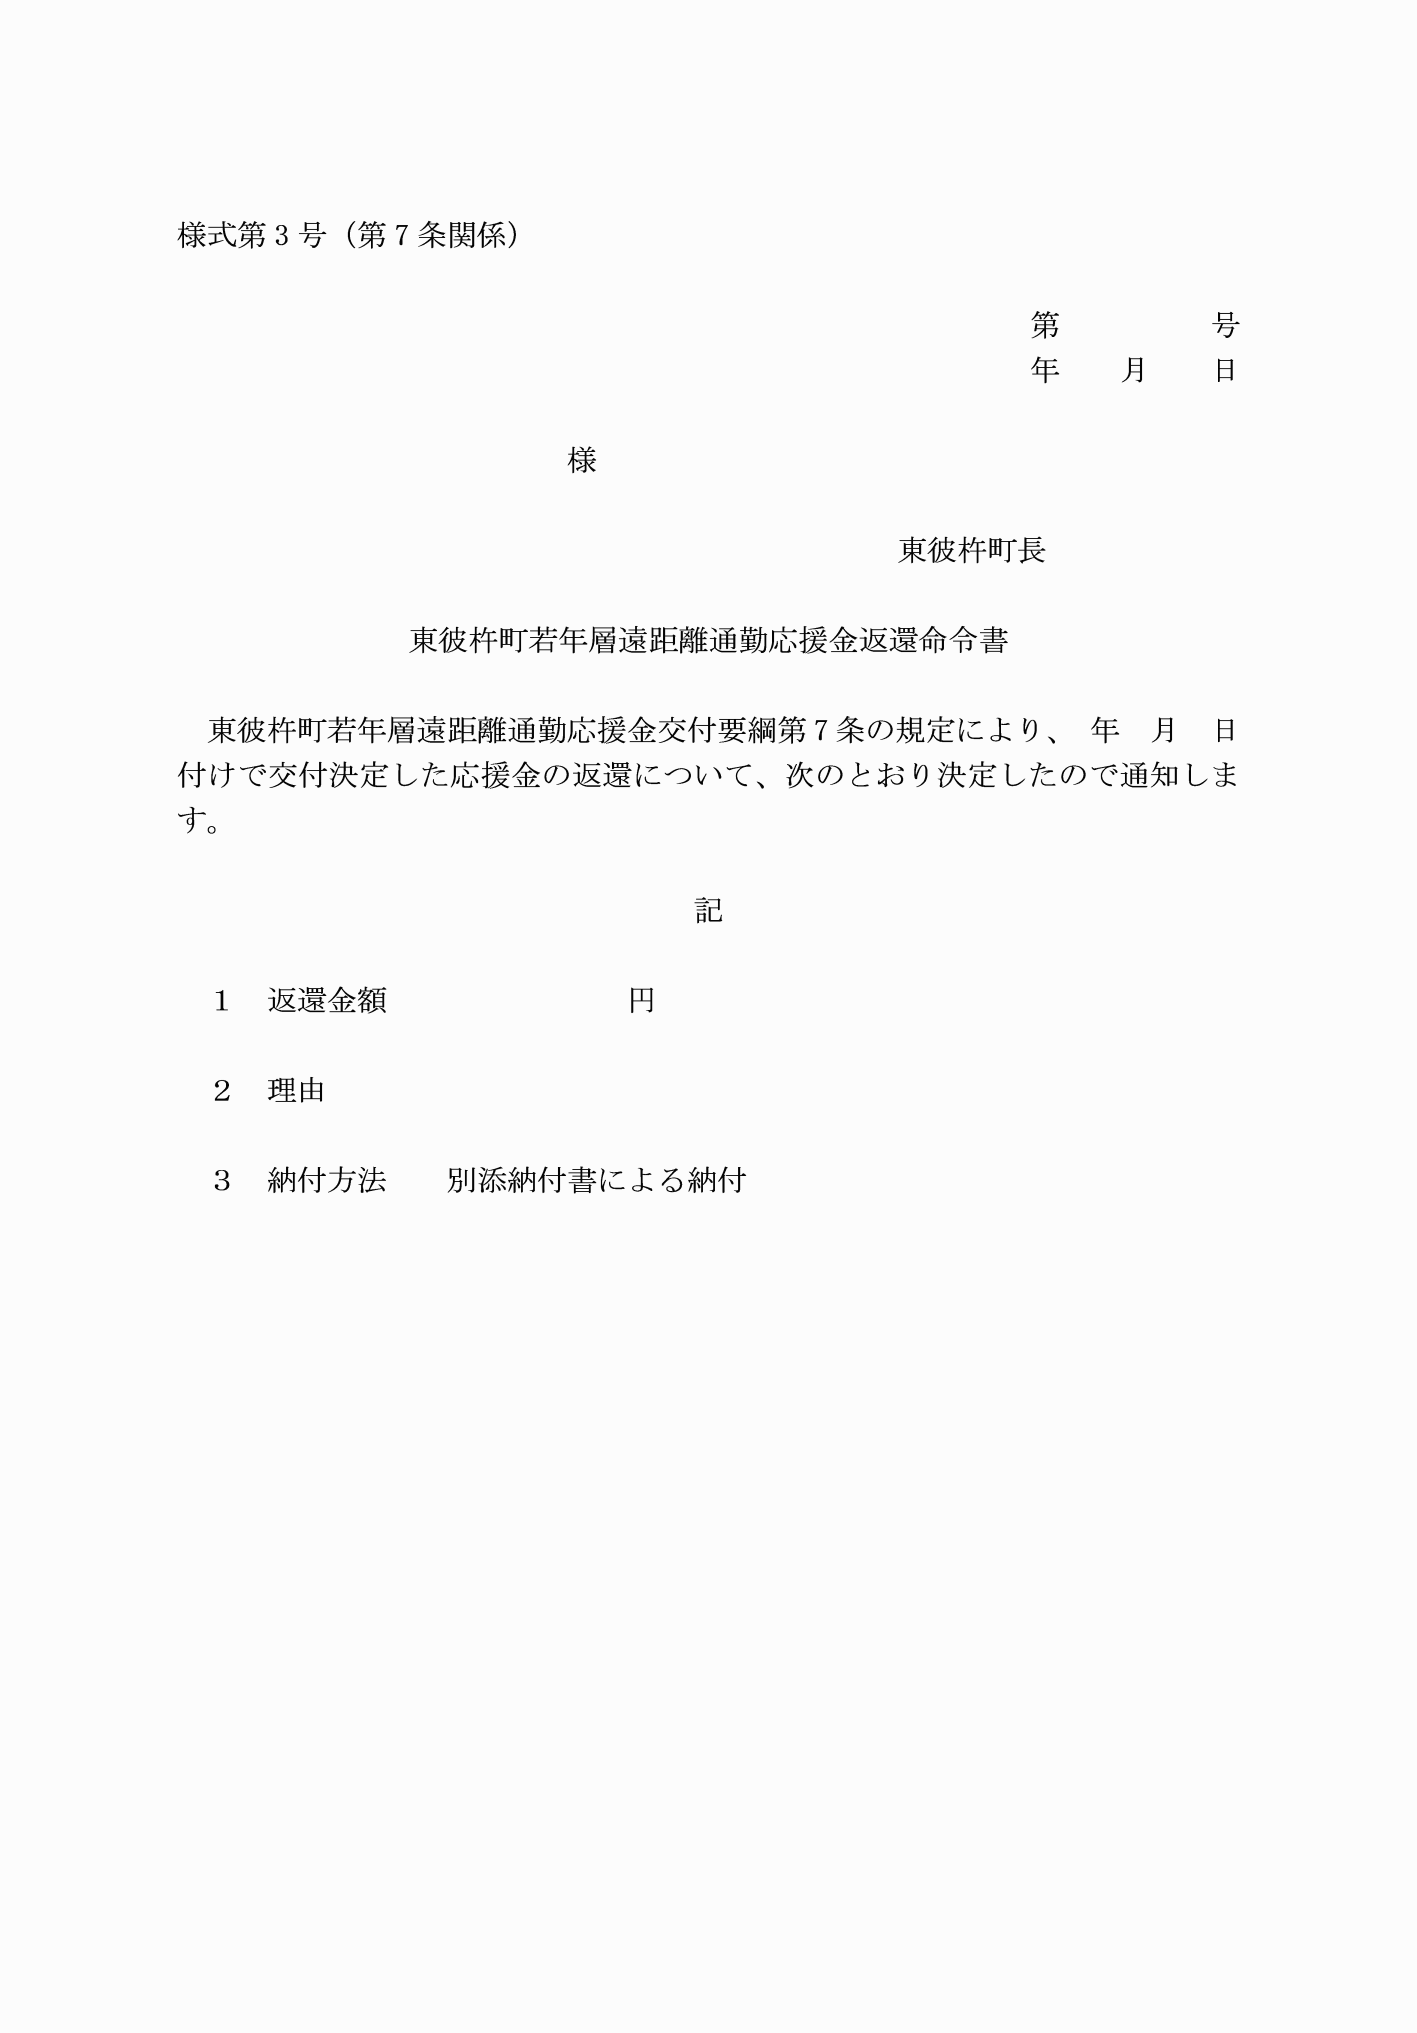 様式第3号（第7条関係）
第　　　　　号
年　　月　　日
様
東彼杵町長
東彼杵町若年層遠距離通勤応援金返還命令書
　東彼杵町若年層遠距離通勤応援金交付要綱第7条の規定により、　年　月　日
付けで交付決定した応援金の返還について、次のとおり決定したので通知しま
す。
記
１　返還金額　　　　　　　　円
２　理由
３　納付方法　　別添納付書による納付